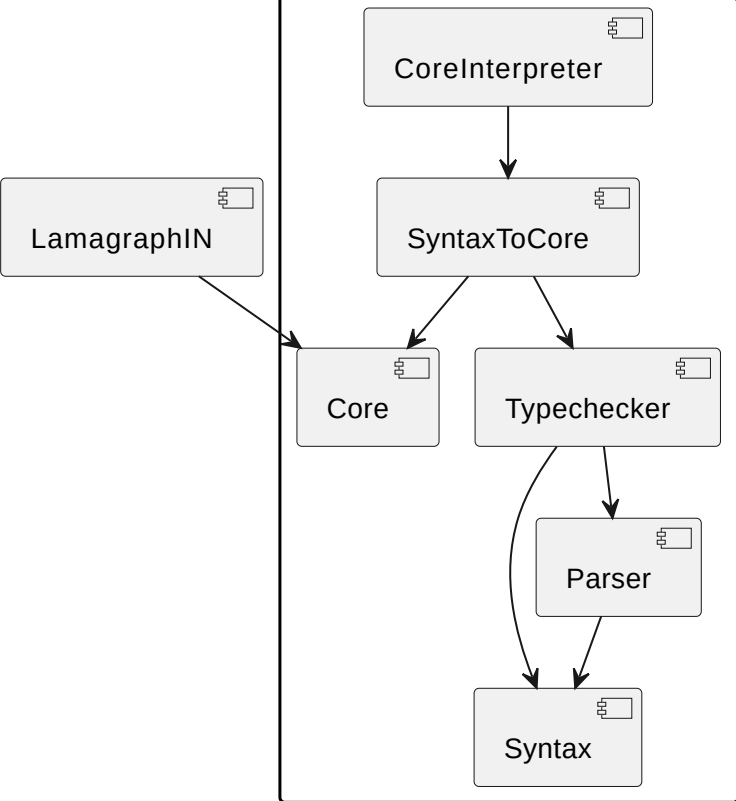 CoreInterpreter
LamagraphIN
SyntaxToCore
Core
Typechecker
Parser
Syntax